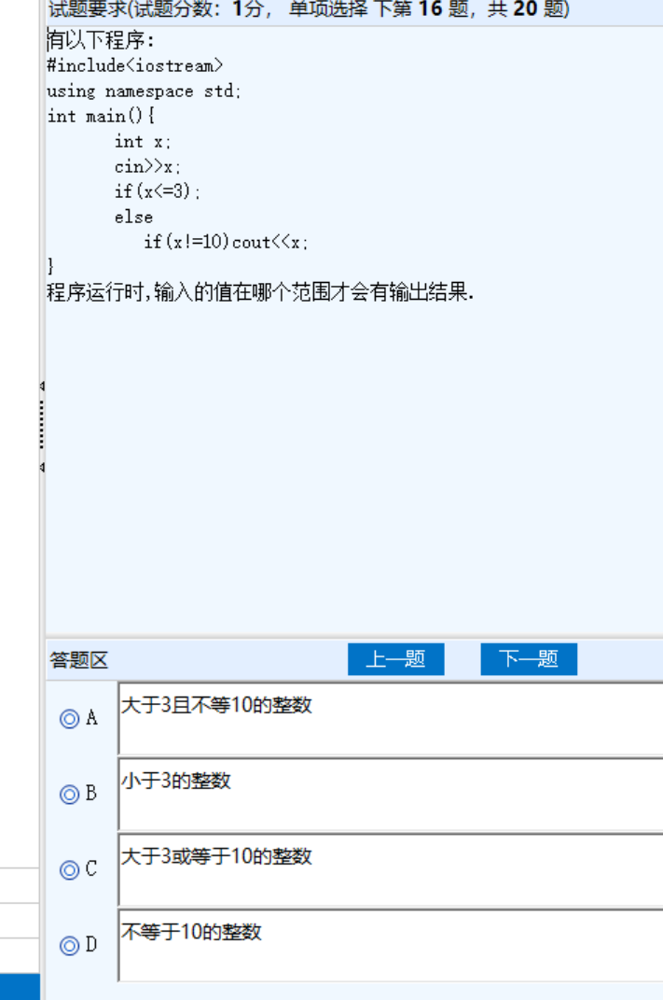 试题要求(试题分数：1分， 单项选择 下第 16 题，共 20 题)
有以下程序:
#include<iostream>
using namespace std;
int main(){
int x;
cin>>x;
if(x<=3);
else
if(x!=10)cout<<x;
}
程序运行时,输入的值在哪个范围才会有输出结果.
答题区 上一题 下一题
A 大于3且不等10的整数
B 小于3的整数
C 大于3或等于10的整数
D 不等于10的整数